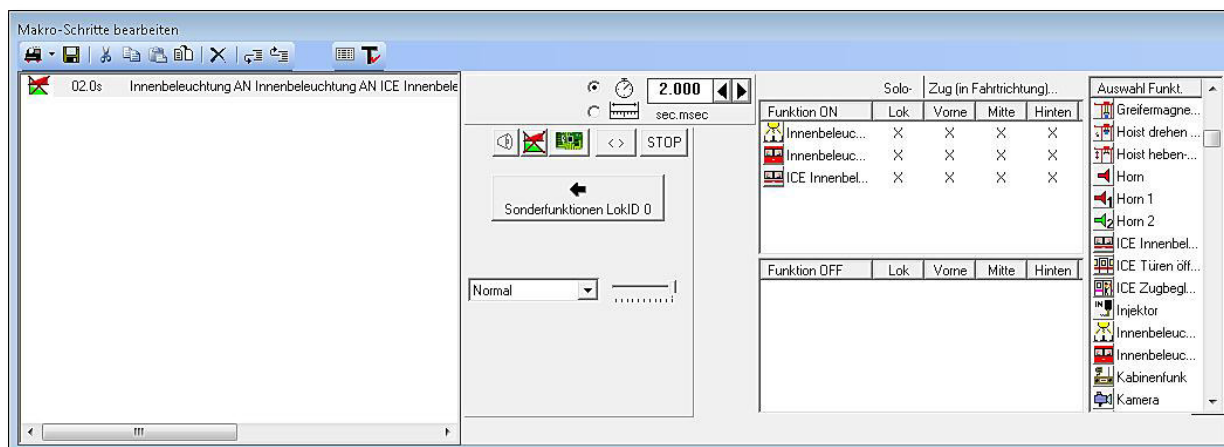 Makro-Schritte bearbeiten
02.0s Innenbeleuchtung AN Innenbeleuchtung AN ICE Innenbele
2.000
sec.msec
STOP
Sonderfunktionen LokID 0
Normal
Solo- Zug (in Fahrtrichtung)...
Funktion ON Lok Vorne Mitte Hinten
Innenbeleuc... X X X X
Innenbeleuc... X X X X
ICE Innenbel... X X X X
Funktion OFF Lok Vorne Mitte Hinten
Auswahl Funkt.
Greifermagne...
Hoist drehen ...
Hoist heben-...
Horn
1 Horn 1
2 Horn 2
ICE Innenbel...
ICE Türen öff...
ICE Zugbegl...
IN Injektor
Innenbeleuc...
Innenbeleuc...
Kabinenfunk
Kamera